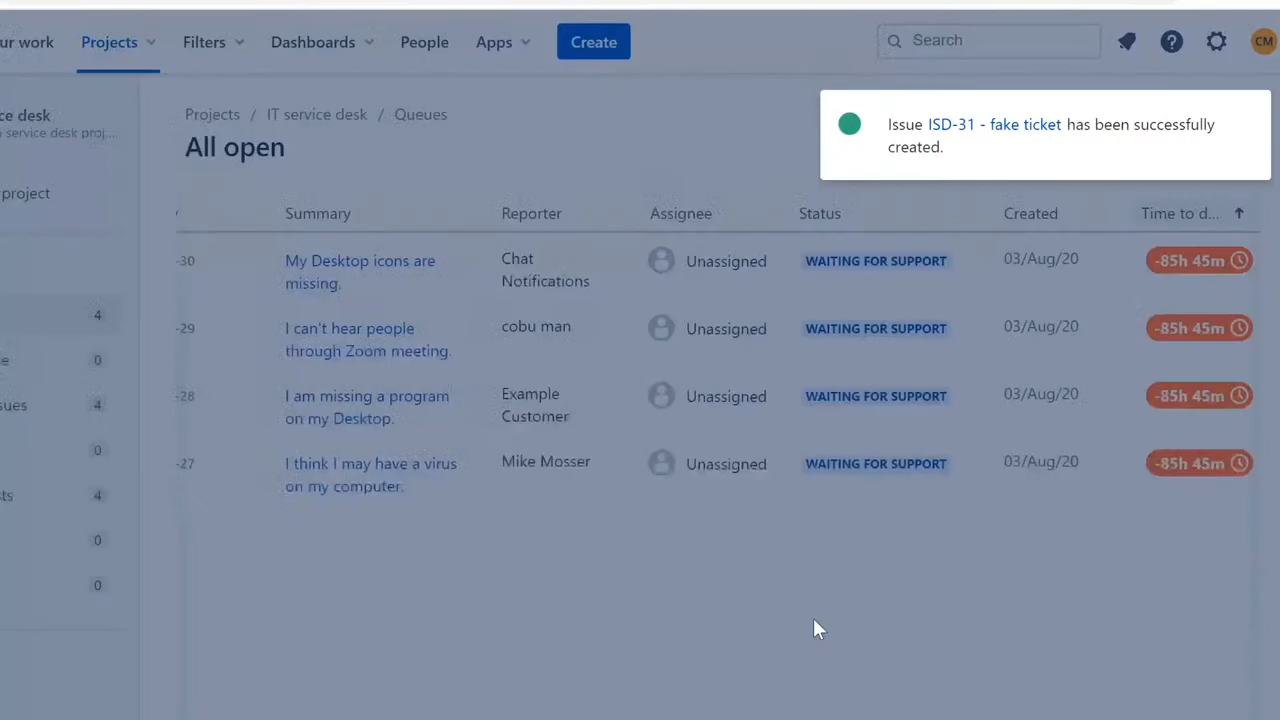 ur work Projects Filters Dashboards People Apps Create Search CM
ce desk
service desk proj....
project
4
e 0
sues 4
0
ts 4
0
0
Projects / IT service desk / Queues
All open
Issue ISD-31 - fake ticket has been successfully
created.
Summary Reporter Assignee Status Created Time to d...
-30 My Desktop icons are Chat Unassigned WAITING FOR SUPPORT 03/Aug/20 -85h 45m
missing. Notifications
-29 I can't hear people cobu man Unassigned WAITING FOR SUPPORT 03/Aug/20 -85h 45m
through Zoom meeting.
-28 I am missing a program Example Unassigned WAITING FOR SUPPORT 03/Aug/20 -85h 45m
on my Desktop. Customer
-27 I think I may have a virus Mike Mosser Unassigned WAITING FOR SUPPORT 03/Aug/20 -85h 45m
on my computer.